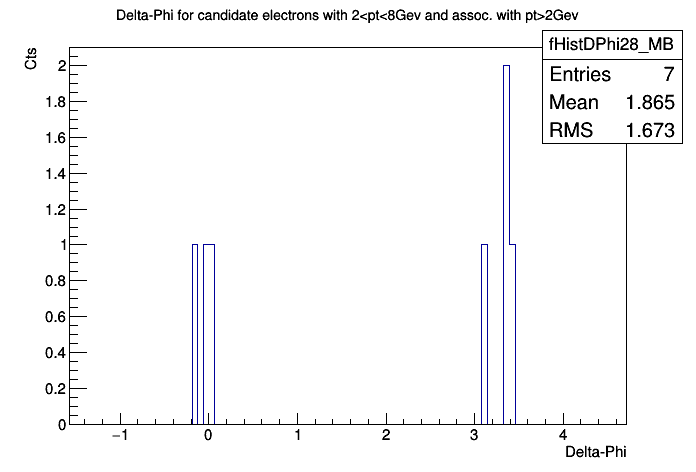 Delta-Phi for candidate electrons with 2<pt<8Gev and assoc. with pt>2Gev
fHistDPhi28_MB
Entries 7
Mean 1.865
RMS 1.673
Cts
2
1.8
1.6
1.4
1.2
1
0.8
0.6
0.4
0.2
0
−1 0 1 2 3 4
Delta-Phi